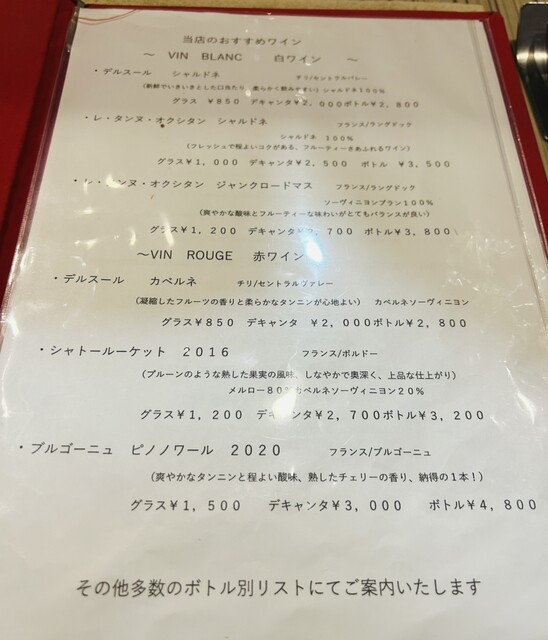 当店のおすすめワイン
～ VIN BLANC 白ワイン ～
・デルスール シャルドネ チリ/セントラルバレー
(新鮮でいきいきとした口当たり、柔らかく飲みやすい) シャルドネ100%
グラス ¥850 デキャンタ¥2,000ボトル¥2,800
・レ・タンヌ・オクシタン シャルドネ フランス/ラングドック
シャルドネ 100%
(フレッシュで程よいコクがある、フルーティーさあふれるワイン)
グラス¥1,000 デキャンタ¥2,500 ボトル ¥3,500
・レ・タンヌ・オクシタン ジャンクロードマス フランス/ラングドック
ソーヴィニヨンブラン100%
(爽やかな酸味とフルーティーな味わいがとてもバランスが良い)
グラス¥1,200 デキャンタ 700 ボトル ¥3,800
～VIN ROUGE 赤ワイン
・デルスール カベルネ チリ/セントラルヴァレー
(凝縮したフルーツの香りと柔らかなタンニンが心地よい) カベルネソーヴィニヨン
グラス¥850 デキャンタ ¥2,000ボトル¥2,800
・シャトールーケット 2016 フランス/ボルドー
(プルーンのような熟した果実の風味、しなやかで奥深く、上品な仕上がり)
メルロー80%カベルネソーヴィニヨン20%
グラス¥1,200 デキャンタ¥2,700ボトル¥3,200
・ブルゴーニュ ピノノワール 2020 フランス/ブルゴーニュ
(爽やかなタンニンと程よい酸味、熟したチェリーの香り、納得の1本!)
グラス¥1,500 デキャンタ¥3,000 ボトル¥4,800
その他多数のボトル別リストにてご案内いたします